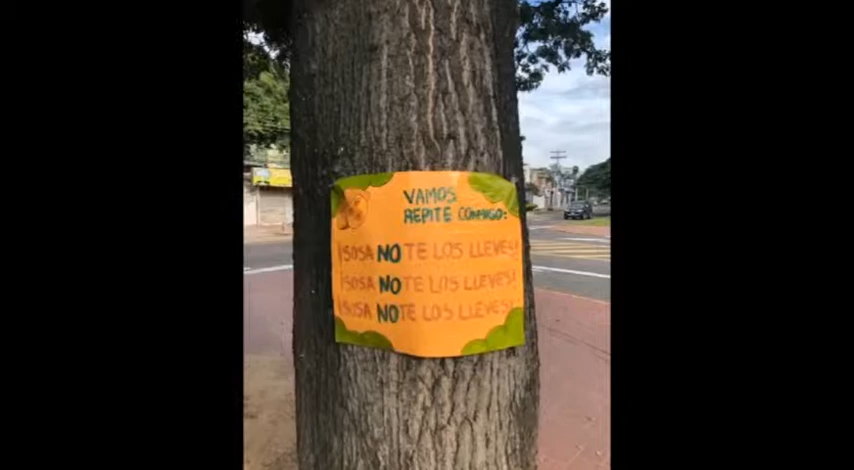 VAMOS
REPITE CONMIGO:
¡SOSA NO TE LOS LLEVES!
¡SOSA NO TE LOS LLEVES!
¡SOSA NO TE LOS LLEVES!